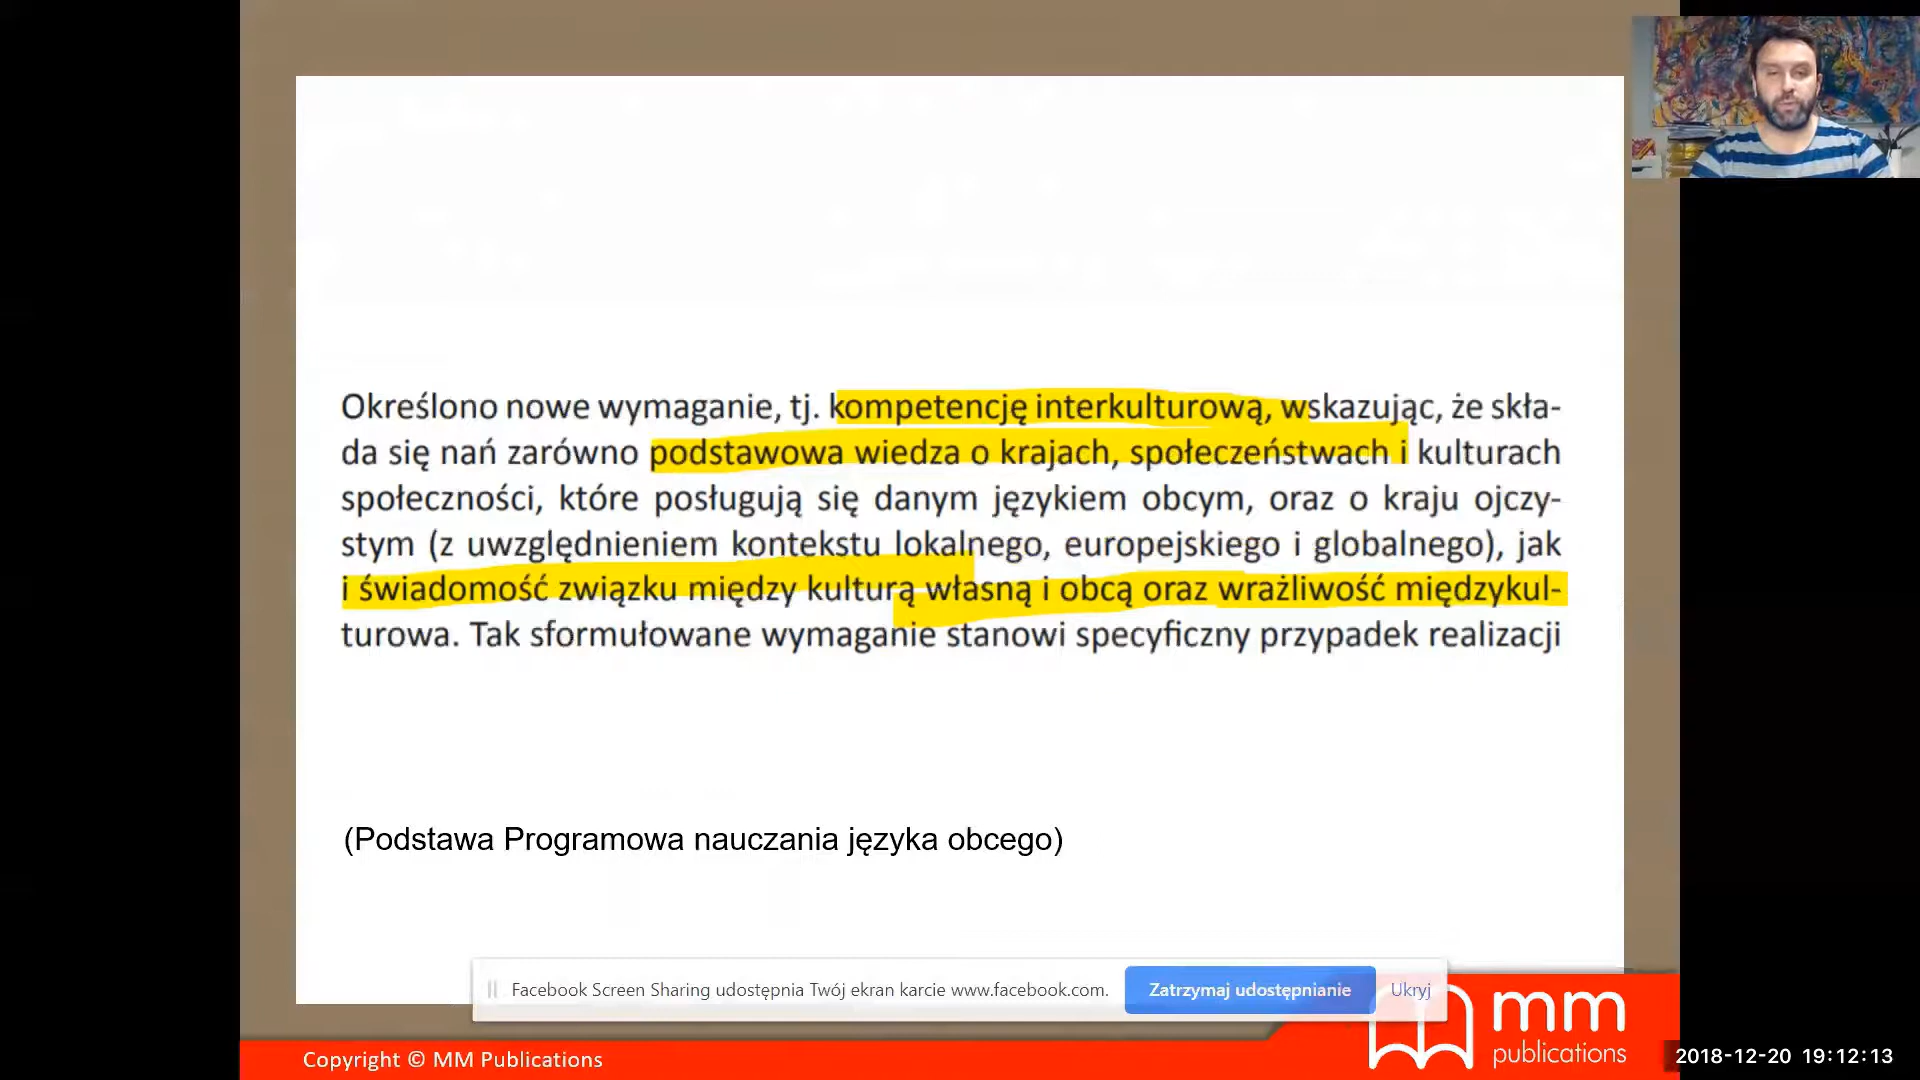 Określono nowe wymaganie, tj. kompetencję interkulturową, wskazując, że skła-
da się nań zarówno podstawowa wiedza o krajach, społeczeństwach i kulturach
społeczności, które posługują się danym językiem obcym, oraz o kraju ojczy-
stym (z uwzględnieniem kontekstu lokalnego, europejskiego i globalnego), jak
i świadomość związku między kulturą własną i obcą oraz wrażliwość międzykul-
turowa. Tak sformułowane wymaganie stanowi specyficzny przypadek realizacji
(Podstawa Programowa nauczania języka obcego)
Facebook Screen Sharing udostępnia Twój ekran karcie www.facebook.com.
Zatrzymaj udostępnianie
Ukryj
Copyright © MM Publications
mm
publications
2018-12-20 19:12:13